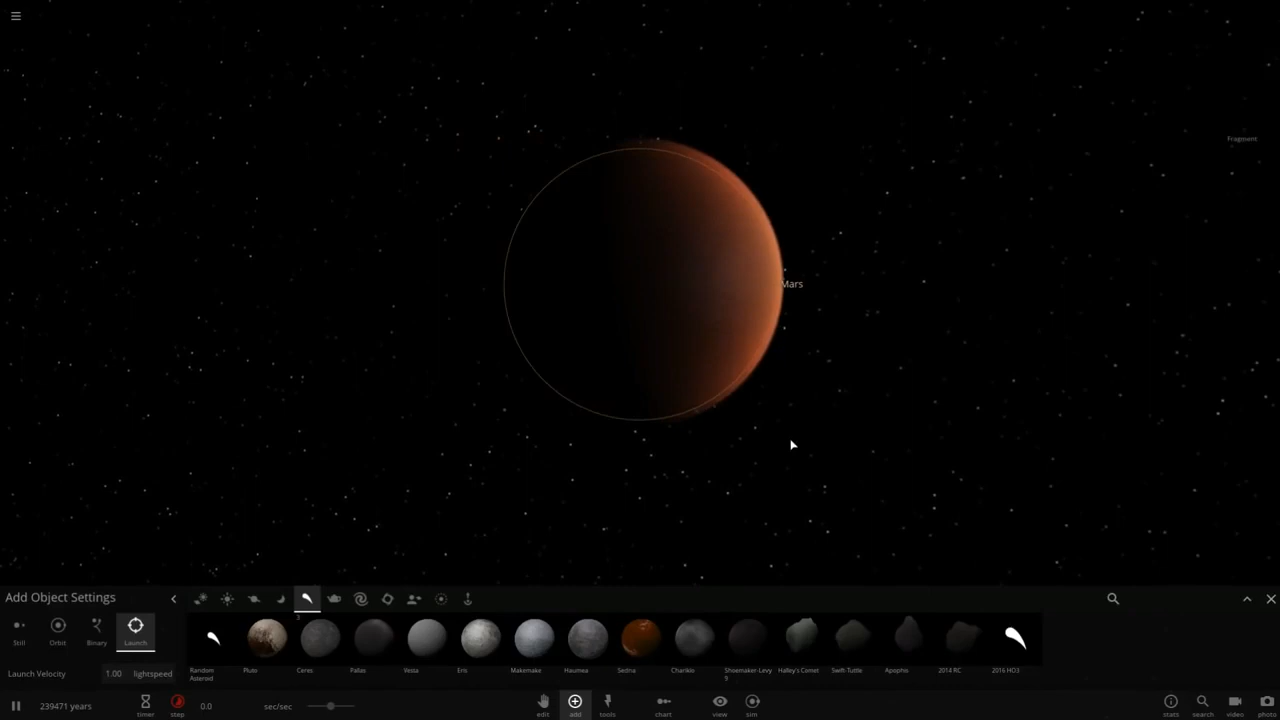 Fragment
Mars
Add Object Settings
3
Still Orbit Binary Launch
Random Asteroid
Pluto
Ceres
Pallas
Vesta
Eris
Makemake
Haumea
Sedna
Chariklo
Shoemaker-Levy 9
Halley's Comet
Swift-Tuttle
Apophis
2014 RC
2016 HO3
Launch Velocity 1.00 lightspeed
239471 years timer step 0.0 sec/sec edit add tools chart view sim stats search video photo